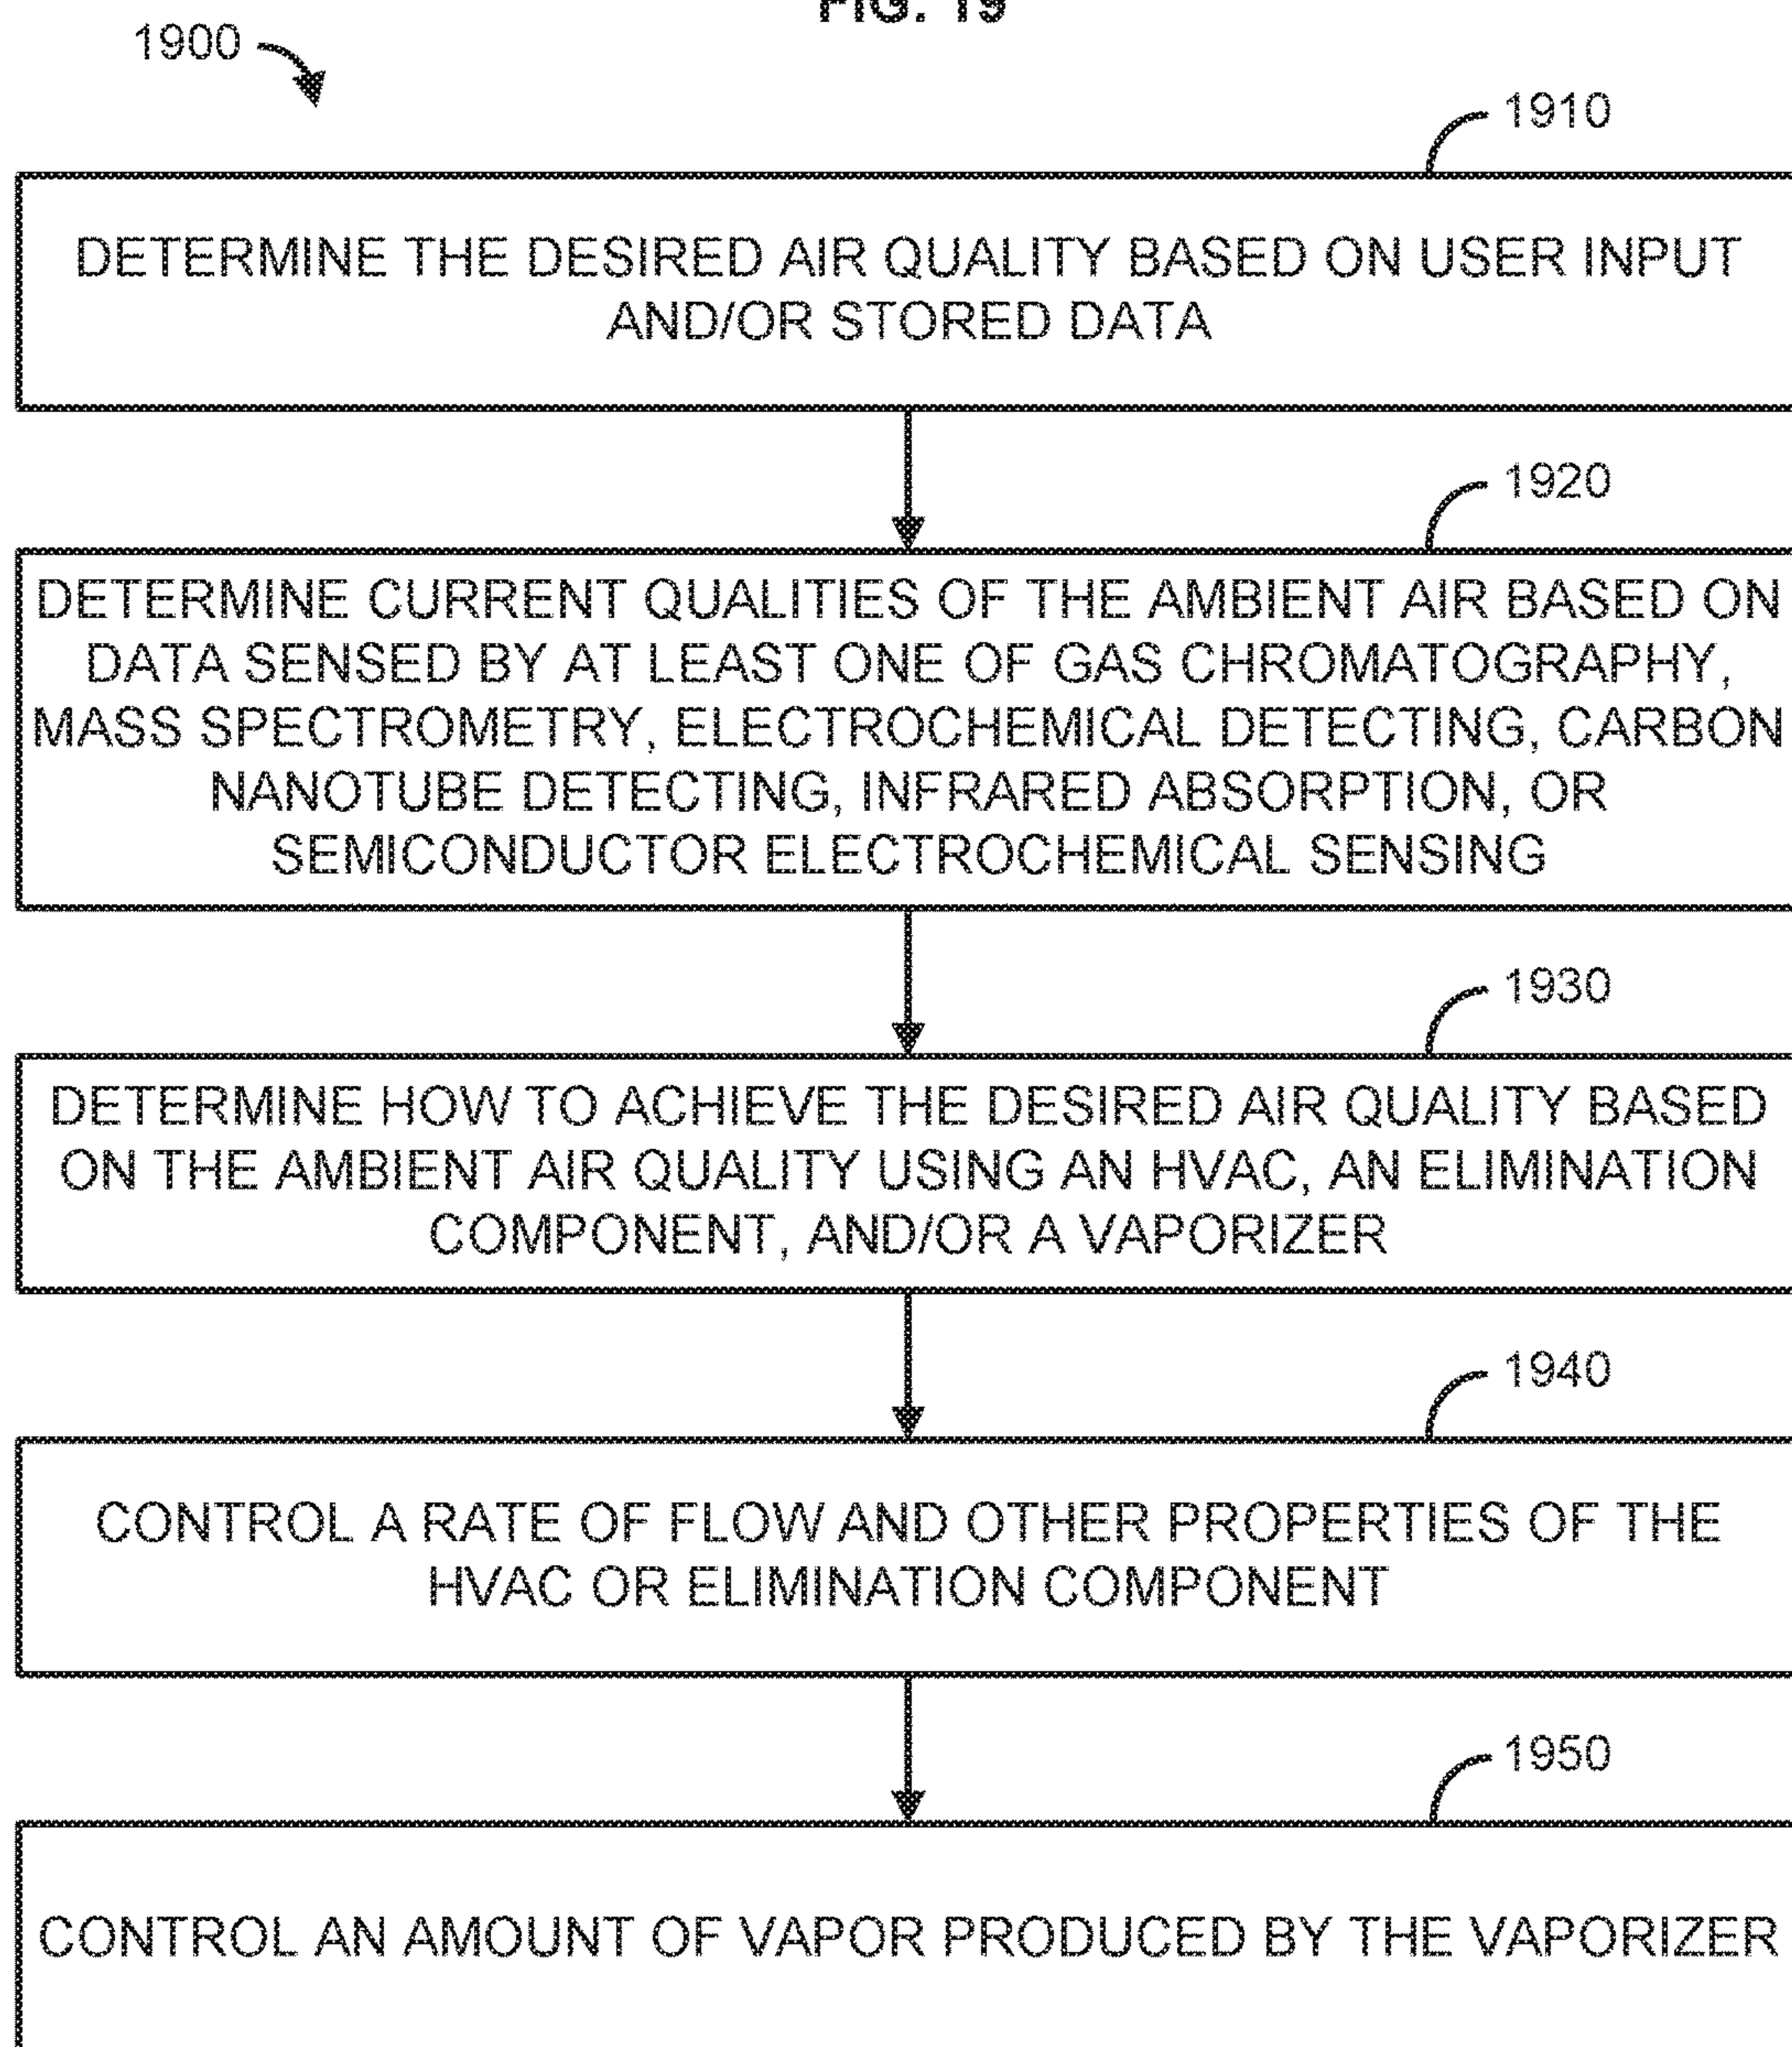 FIG. 19
1900
1910
DETERMINE THE DESIRED AIR QUALITY BASED ON USER INPUT
AND/OR STORED DATA
1920
DETERMINE CURRENT QUALITIES OF THE AMBIENT AIR BASED ON
DATA SENSED BY AT LEAST ONE OF GAS CHROMATOGRAPHY,
MASS SPECTROMETRY, ELECTROCHEMICAL DETECTING, CARBON
NANOTUBE DETECTING, INFRARED ABSORPTION, OR
SEMICONDUCTOR ELECTROCHEMICAL SENSING
1930
DETERMINE HOW TO ACHIEVE THE DESIRED AIR QUALITY BASED
ON THE AMBIENT AIR QUALITY USING AN HVAC, AN ELIMINATION
COMPONENT, AND/OR A VAPORIZER
1940
CONTROL A RATE OF FLOW AND OTHER PROPERTIES OF THE
HVAC OR ELIMINATION COMPONENT
1950
CONTROL AN AMOUNT OF VAPOR PRODUCED BY THE VAPORIZER